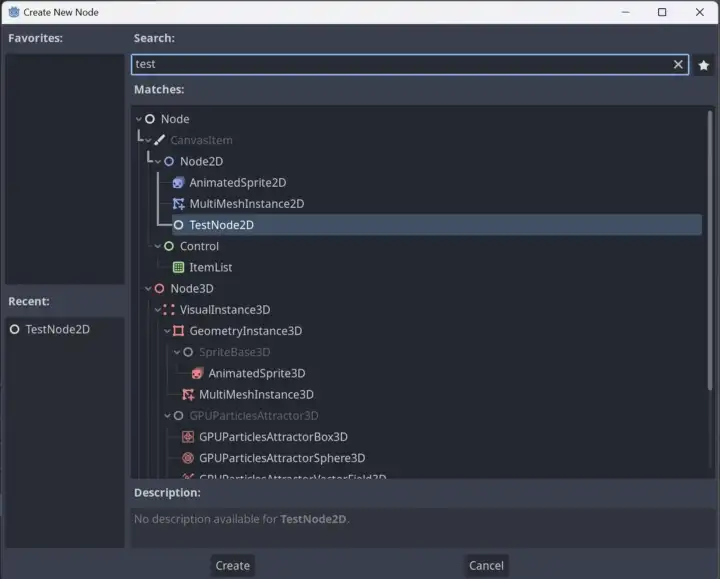 Create New Node
Favorites:
Search:
test
Matches:
Node
CanvasItem
Node2D
AnimatedSprite2D
MultiMeshInstance2D
TestNode2D
Control
ItemList
Node3D
VisualInstance3D
GeometryInstance3D
SpriteBase3D
AnimatedSprite3D
MultiMeshInstance3D
GPUParticlesAttractor3D
GPUParticlesAttractorBox3D
GPUParticlesAttractorSphere3D
GPUParticlesAttractorVectorField3D
Recent:
TestNode2D
Description:
No description available for TestNode2D.
Create
Cancel